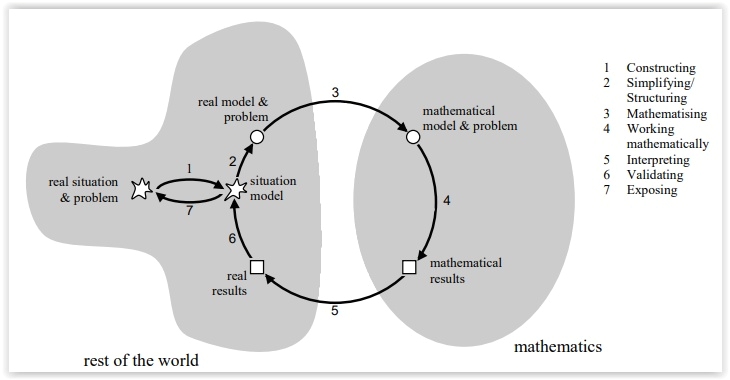 real model &
problem
3
mathematical
model & problem
1 Constructing
2 Simplifying/
Structuring
3 Mathematising
4 Working
mathematically
5 Interpreting
6 Validating
7 Exposing
real situation
& problem
1
2
7
situation
model
4
6
real
results
mathematical
results
5
rest of the world
mathematics